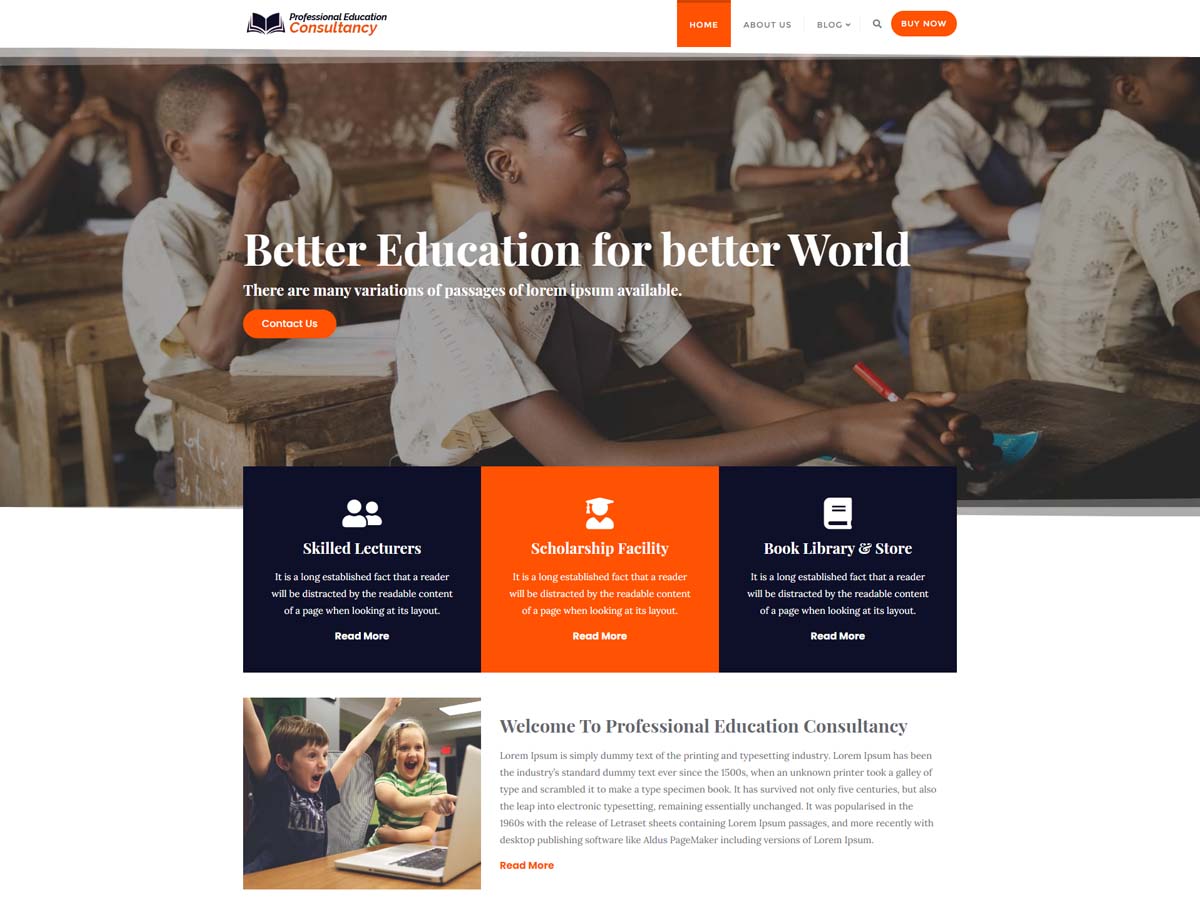 Professional Education
Consultancy
HOME
ABOUT US
BLOG
BUY NOW
Better Education for better World
There are many variations of passages of lorem ipsum available.
Contact Us
Skilled Lecturers
It is a long established fact that a reader
will be distracted by the readable content
of a page when looking at its layout.
Read More
Scholarship Facility
It is a long established fact that a reader
will be distracted by the readable content
of a page when looking at its layout.
Read More
Book Library & Store
It is a long established fact that a reader
will be distracted by the readable content
of a page when looking at its layout.
Read More
Welcome To Professional Education Consultancy
Lorem Ipsum is simply dummy text of the printing and typesetting industry. Lorem Ipsum has been
the industry's standard dummy text ever since the 1500s, when an unknown printer took a galley of
type and scrambled it to make a type specimen book. It has survived not only five centuries, but also
the leap into electronic typesetting, remaining essentially unchanged. It was popularised in the
1960s with the release of Letraset sheets containing Lorem Ipsum passages, and more recently with
desktop publishing software like Aldus PageMaker including versions of Lorem Ipsum.
Read More